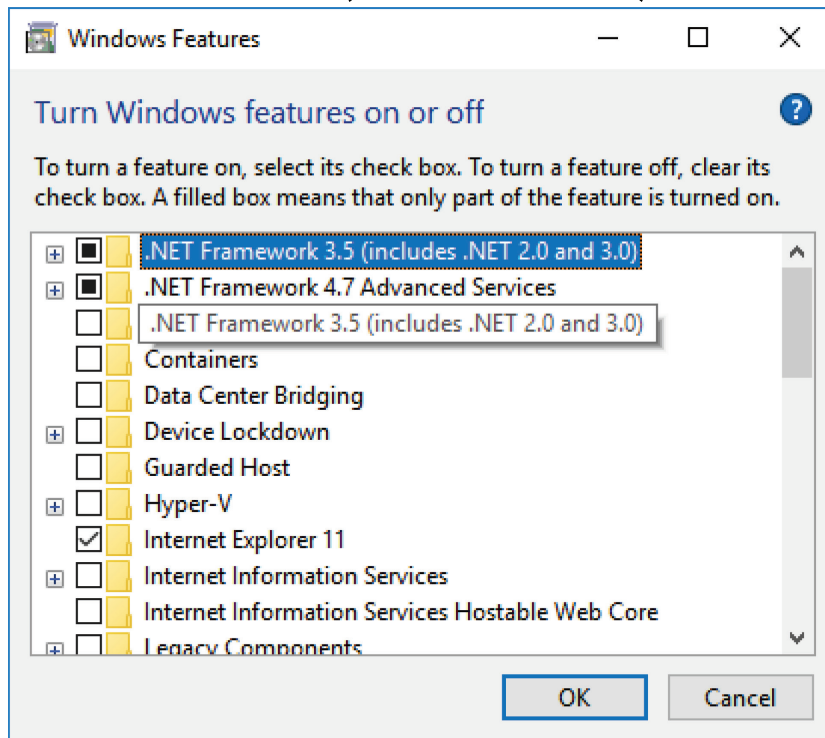 Windows Features
Turn Windows features on or off
To turn a feature on, select its check box. To turn a feature off, clear its
check box. A filled box means that only part of the feature is turned on.
.NET Framework 3.5 (includes .NET 2.0 and 3.0)
.NET Framework 4.7 Advanced Services
.NET Framework 3.5 (includes .NET 2.0 and 3.0)
Containers
Data Center Bridging
Device Lockdown
Guarded Host
Hyper-V
Internet Explorer 11
Internet Information Services
Internet Information Services Hostable Web Core
Legacy Components
OK
Cancel